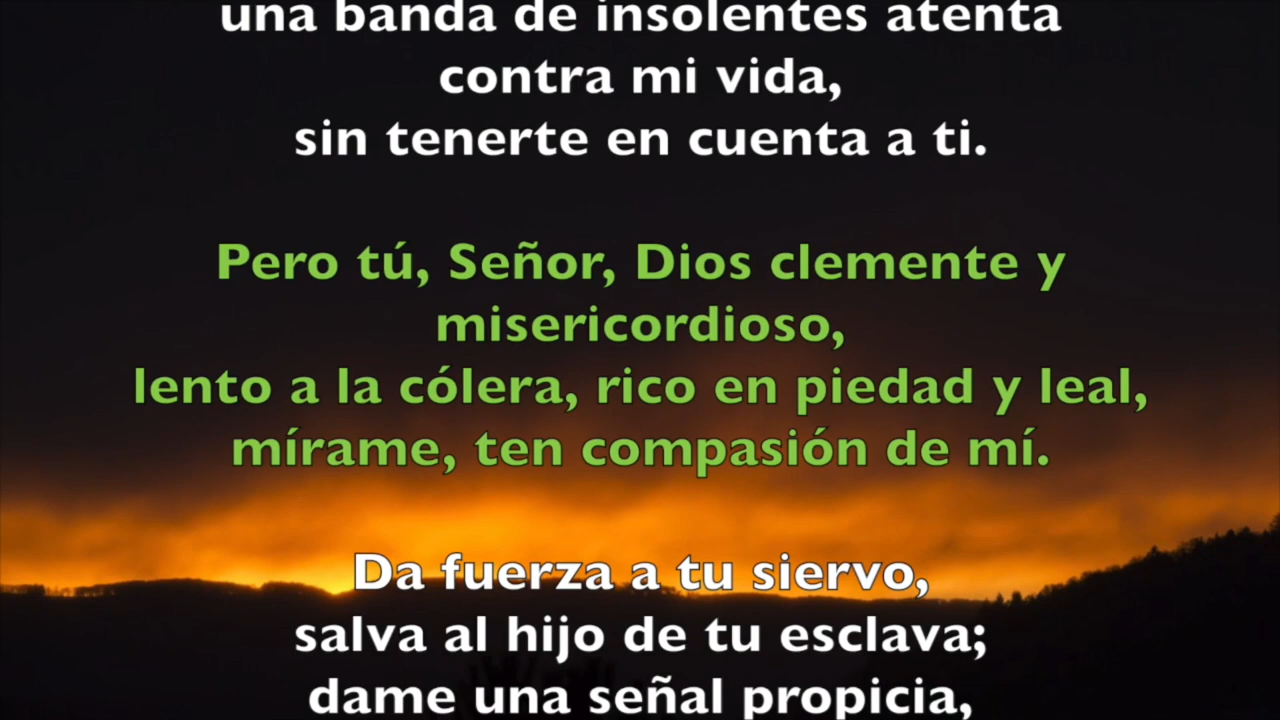 una banda de insolentes atenta
contra mi vida,
sin tenerte en cuenta a ti.
Pero tú, Señor, Dios clemente y
misericordioso,
lento a la cólera, rico en piedad y leal,
mírame, ten compasión de mí.
Da fuerza a tu siervo,
salva al hijo de tu esclava;
dame una señal propicia,